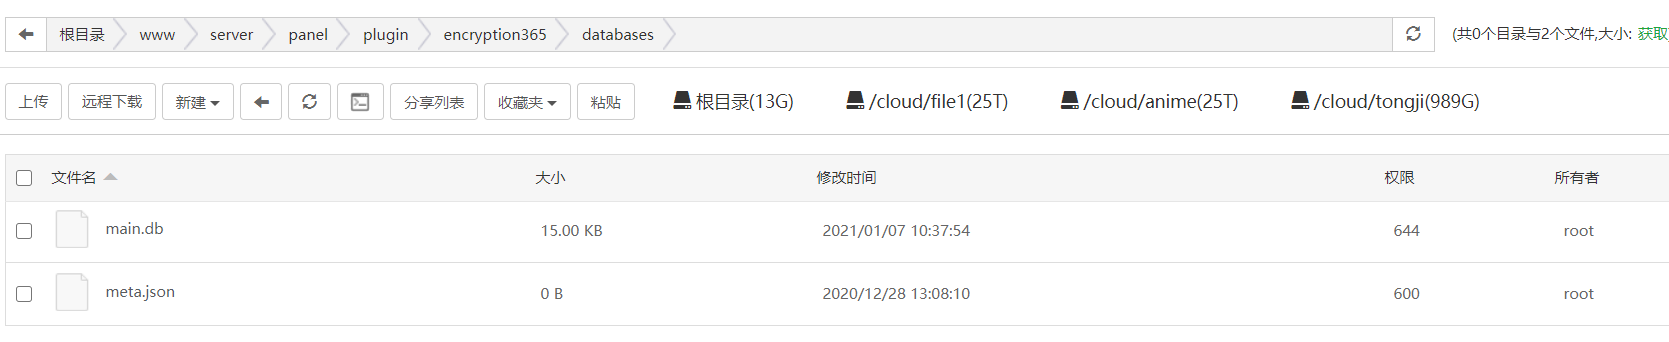 根目录 www server panel plugin encryption365 databases (共0个目录与2个文件,大小: 获取)
上传 远程下载 新建 分享列表 收藏夹 粘贴 根目录(13G) /cloud/file1(25T) /cloud/anime(25T) /cloud/tongji(989G)
文件名 大小 修改时间 权限 所有者
main.db 15.00 KB 2021/01/07 10:37:54 644 root
meta.json 0 B 2020/12/28 13:08:10 600 root